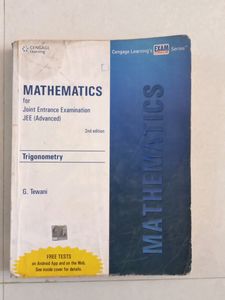 CENGAGE
Learning
Cengage Learning's EXAM Series
MATHEMATICS
for
Joint Entrance Examination
JEE (Advanced)
2nd edition
Trigonometry
G. Tewani
MATHEMATICS
FREE TESTS
on Android App and on the Web.
See inside cover for details.